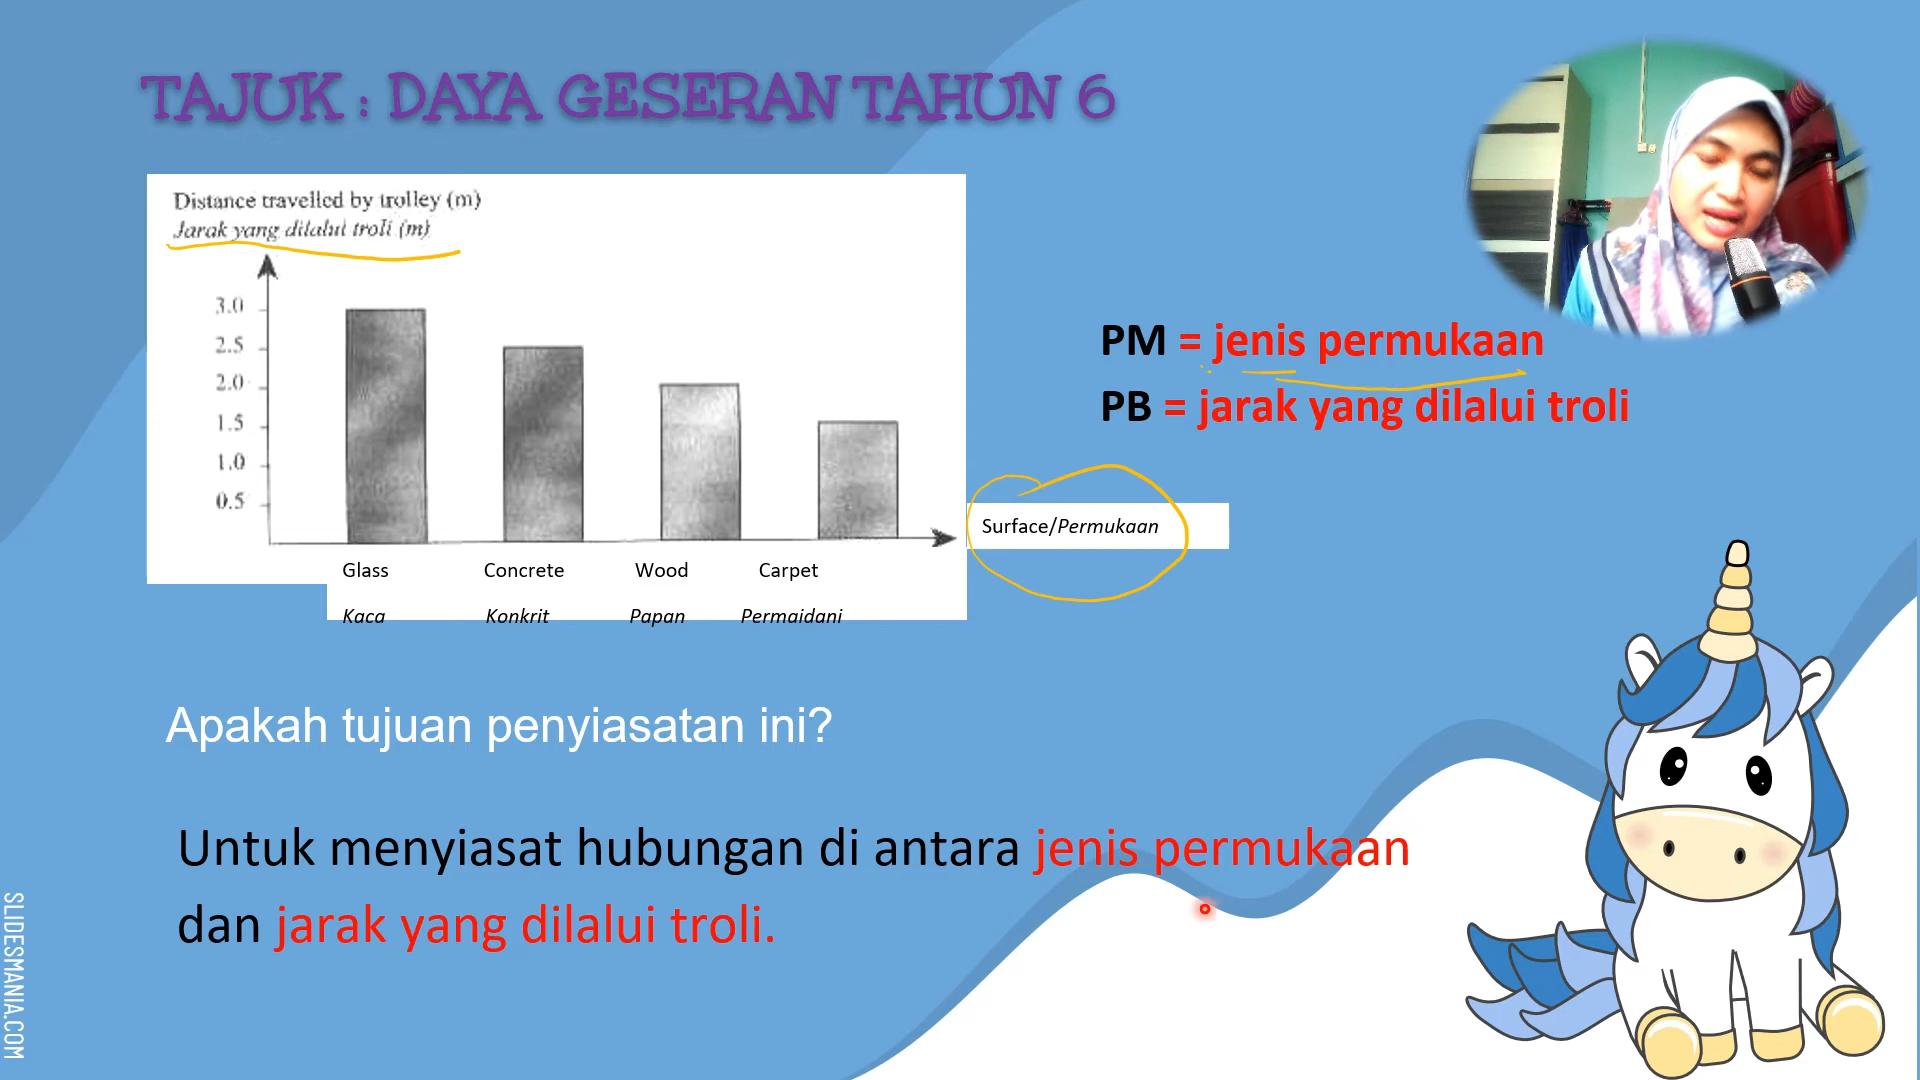 TAJUK : DAYA GESERAN TAHUN 6
Distance travelled by trolley (m)
Jarak yang dilalui troli (m)
3.0
2.5
2.0
1.5
1.0
0.5
Surface/Permukaan
Glass Concrete Wood Carpet
Kaca Konkrit Papan Permaidani
PM = jenis permukaan
PB = jarak yang dilalui troli
Apakah tujuan penyiasatan ini?
Untuk menyiasat hubungan di antara jenis permukaan
dan jarak yang dilalui troli.
SLIDESMANIA.COM